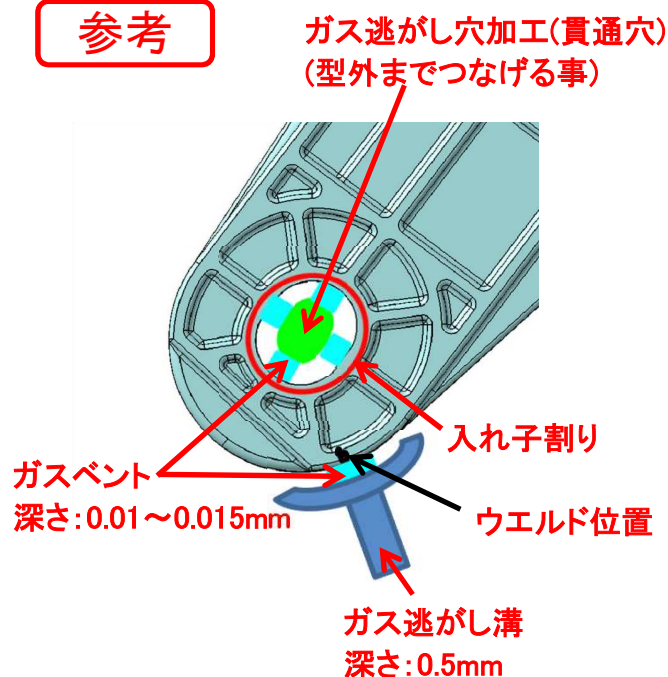 参考
ガス逃がし穴加工(貫通穴)
(型外までつなげる事)
入れ子割り
ガスベント
深さ:0.01～0.015mm
ウエルド位置
ガス逃がし溝
深さ:0.5mm